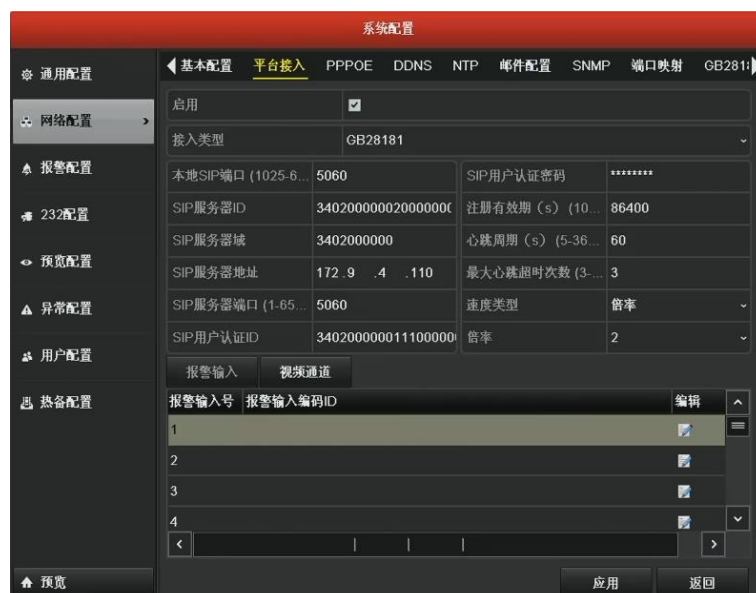 系统配置
通用配置
网络配置
报警配置
232配置
预览配置
异常配置
用户配置
热备配置
预览
基本配置 平台接入 PPPOE DDNS NTP 邮件配置 SNMP 端口映射 GB2818
启用
接入类型 GB28181
本地SIP端口 (1025-6... 5060 SIP用户认证密码 ********
SIP服务器ID 34020000002000000( 注册有效期 (s) (10... 86400
SIP服务器域 3402000000 心跳周期 (s) (5-36... 60
SIP服务器地址 172 .9 .4 .110 最大心跳超时次数 (3-... 3
SIP服务器端口 (1-65... 5060 速度类型 倍率
SIP用户认证ID 340200000011100000 倍率 2
报警输入 视频通道
报警输入号 报警输入编码ID 编辑
1
2
3
4
应用 返回